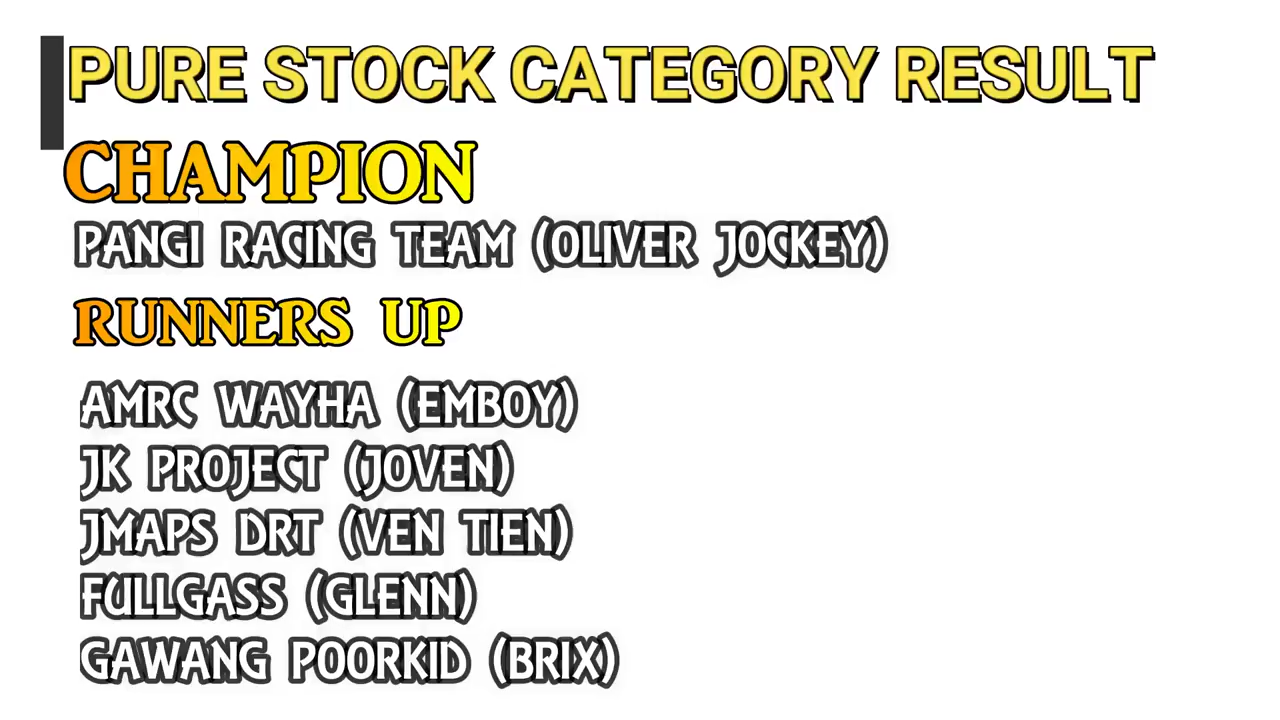 PURE STOCK CATEGORY RESULT
CHAMPION
PANGI RACING TEAM (OLIVER JOCKEY)
RUNNERS UP
AMRC WAYHA (EMBOY)
JK PROJECT (JOVEN)
JMAPS DRT (VEN TIEN)
FULLGASS (GLENN)
GAWANG POORKID (BRIX)